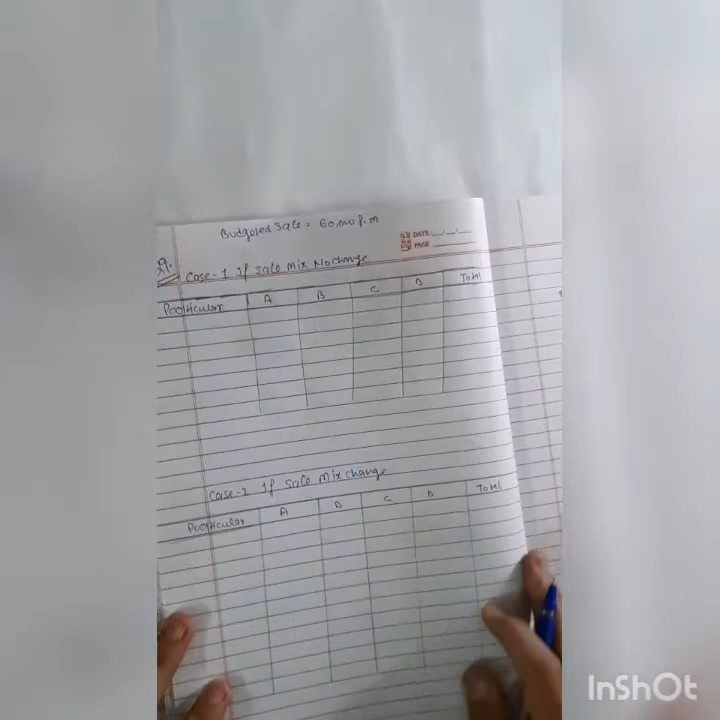 Budgeted Sale = 60,000 P.m
DATE
PAGE
Case-1 If Sale Mix No change
Particular A B C D Total
Case-2 If Sale Mix change
Particular A B C D Total
InShOt